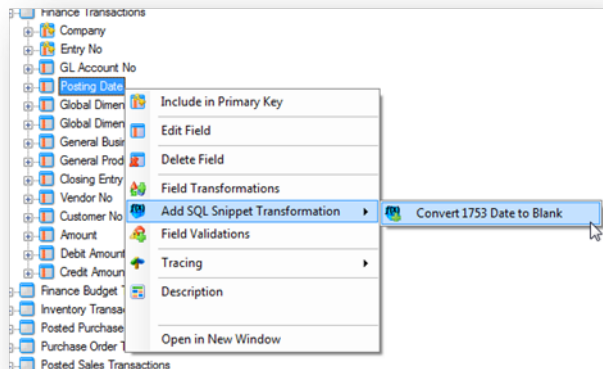 Finance Transactions
Company
Entry No
GL Account No
Posting Date
Global Dimen
Global Dimen
General Busin
General Prod
Closing Entry
Vendor No
Customer No
Amount
Debit Amount
Credit Amoun
Finance Budget T
Inventory Transa
Posted Purchase
Purchase Order T
Posted Sales Transactions
Include in Primary Key
Edit Field
Delete Field
Field Transformations
Add SQL Snippet Transformation
Field Validations
Tracing
Description
Open in New Window
Convert 1753 Date to Blank